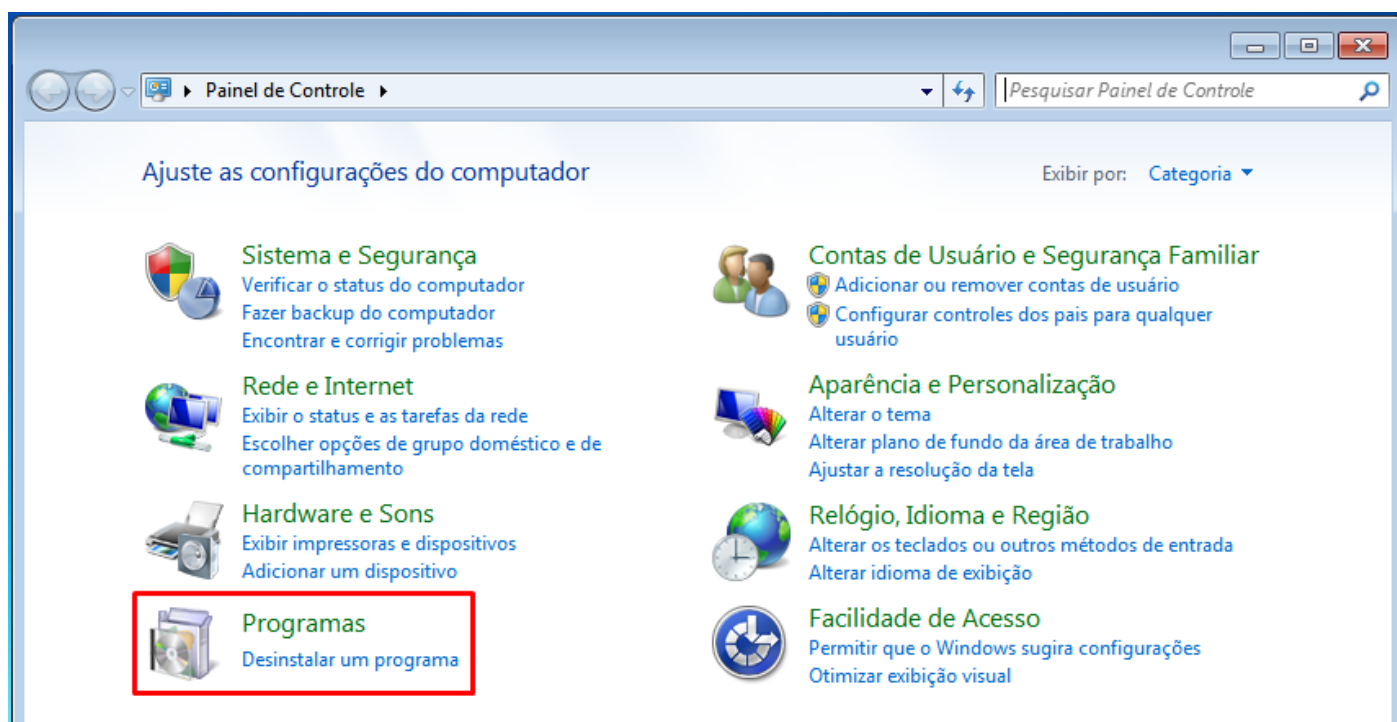 Painel de Controle
Pesquisar Painel de Controle
Ajuste as configurações do computador
Exibir por: Categoria
Sistema e Segurança
Verificar o status do computador
Fazer backup do computador
Encontrar e corrigir problemas
Rede e Internet
Exibir o status e as tarefas da rede
Escolher opções de grupo doméstico e de
compartilhamento
Hardware e Sons
Exibir impressoras e dispositivos
Adicionar um dispositivo
Programas
Desinstalar um programa
Contas de Usuário e Segurança Familiar
Adicionar ou remover contas de usuário
Configurar controles dos pais para qualquer
usuário
Aparência e Personalização
Alterar o tema
Alterar plano de fundo da área de trabalho
Ajustar a resolução da tela
Relógio, Idioma e Região
Alterar os teclados ou outros métodos de entrada
Alterar idioma de exibição
Facilidade de Acesso
Permitir que o Windows sugira configurações
Otimizar exibição visual